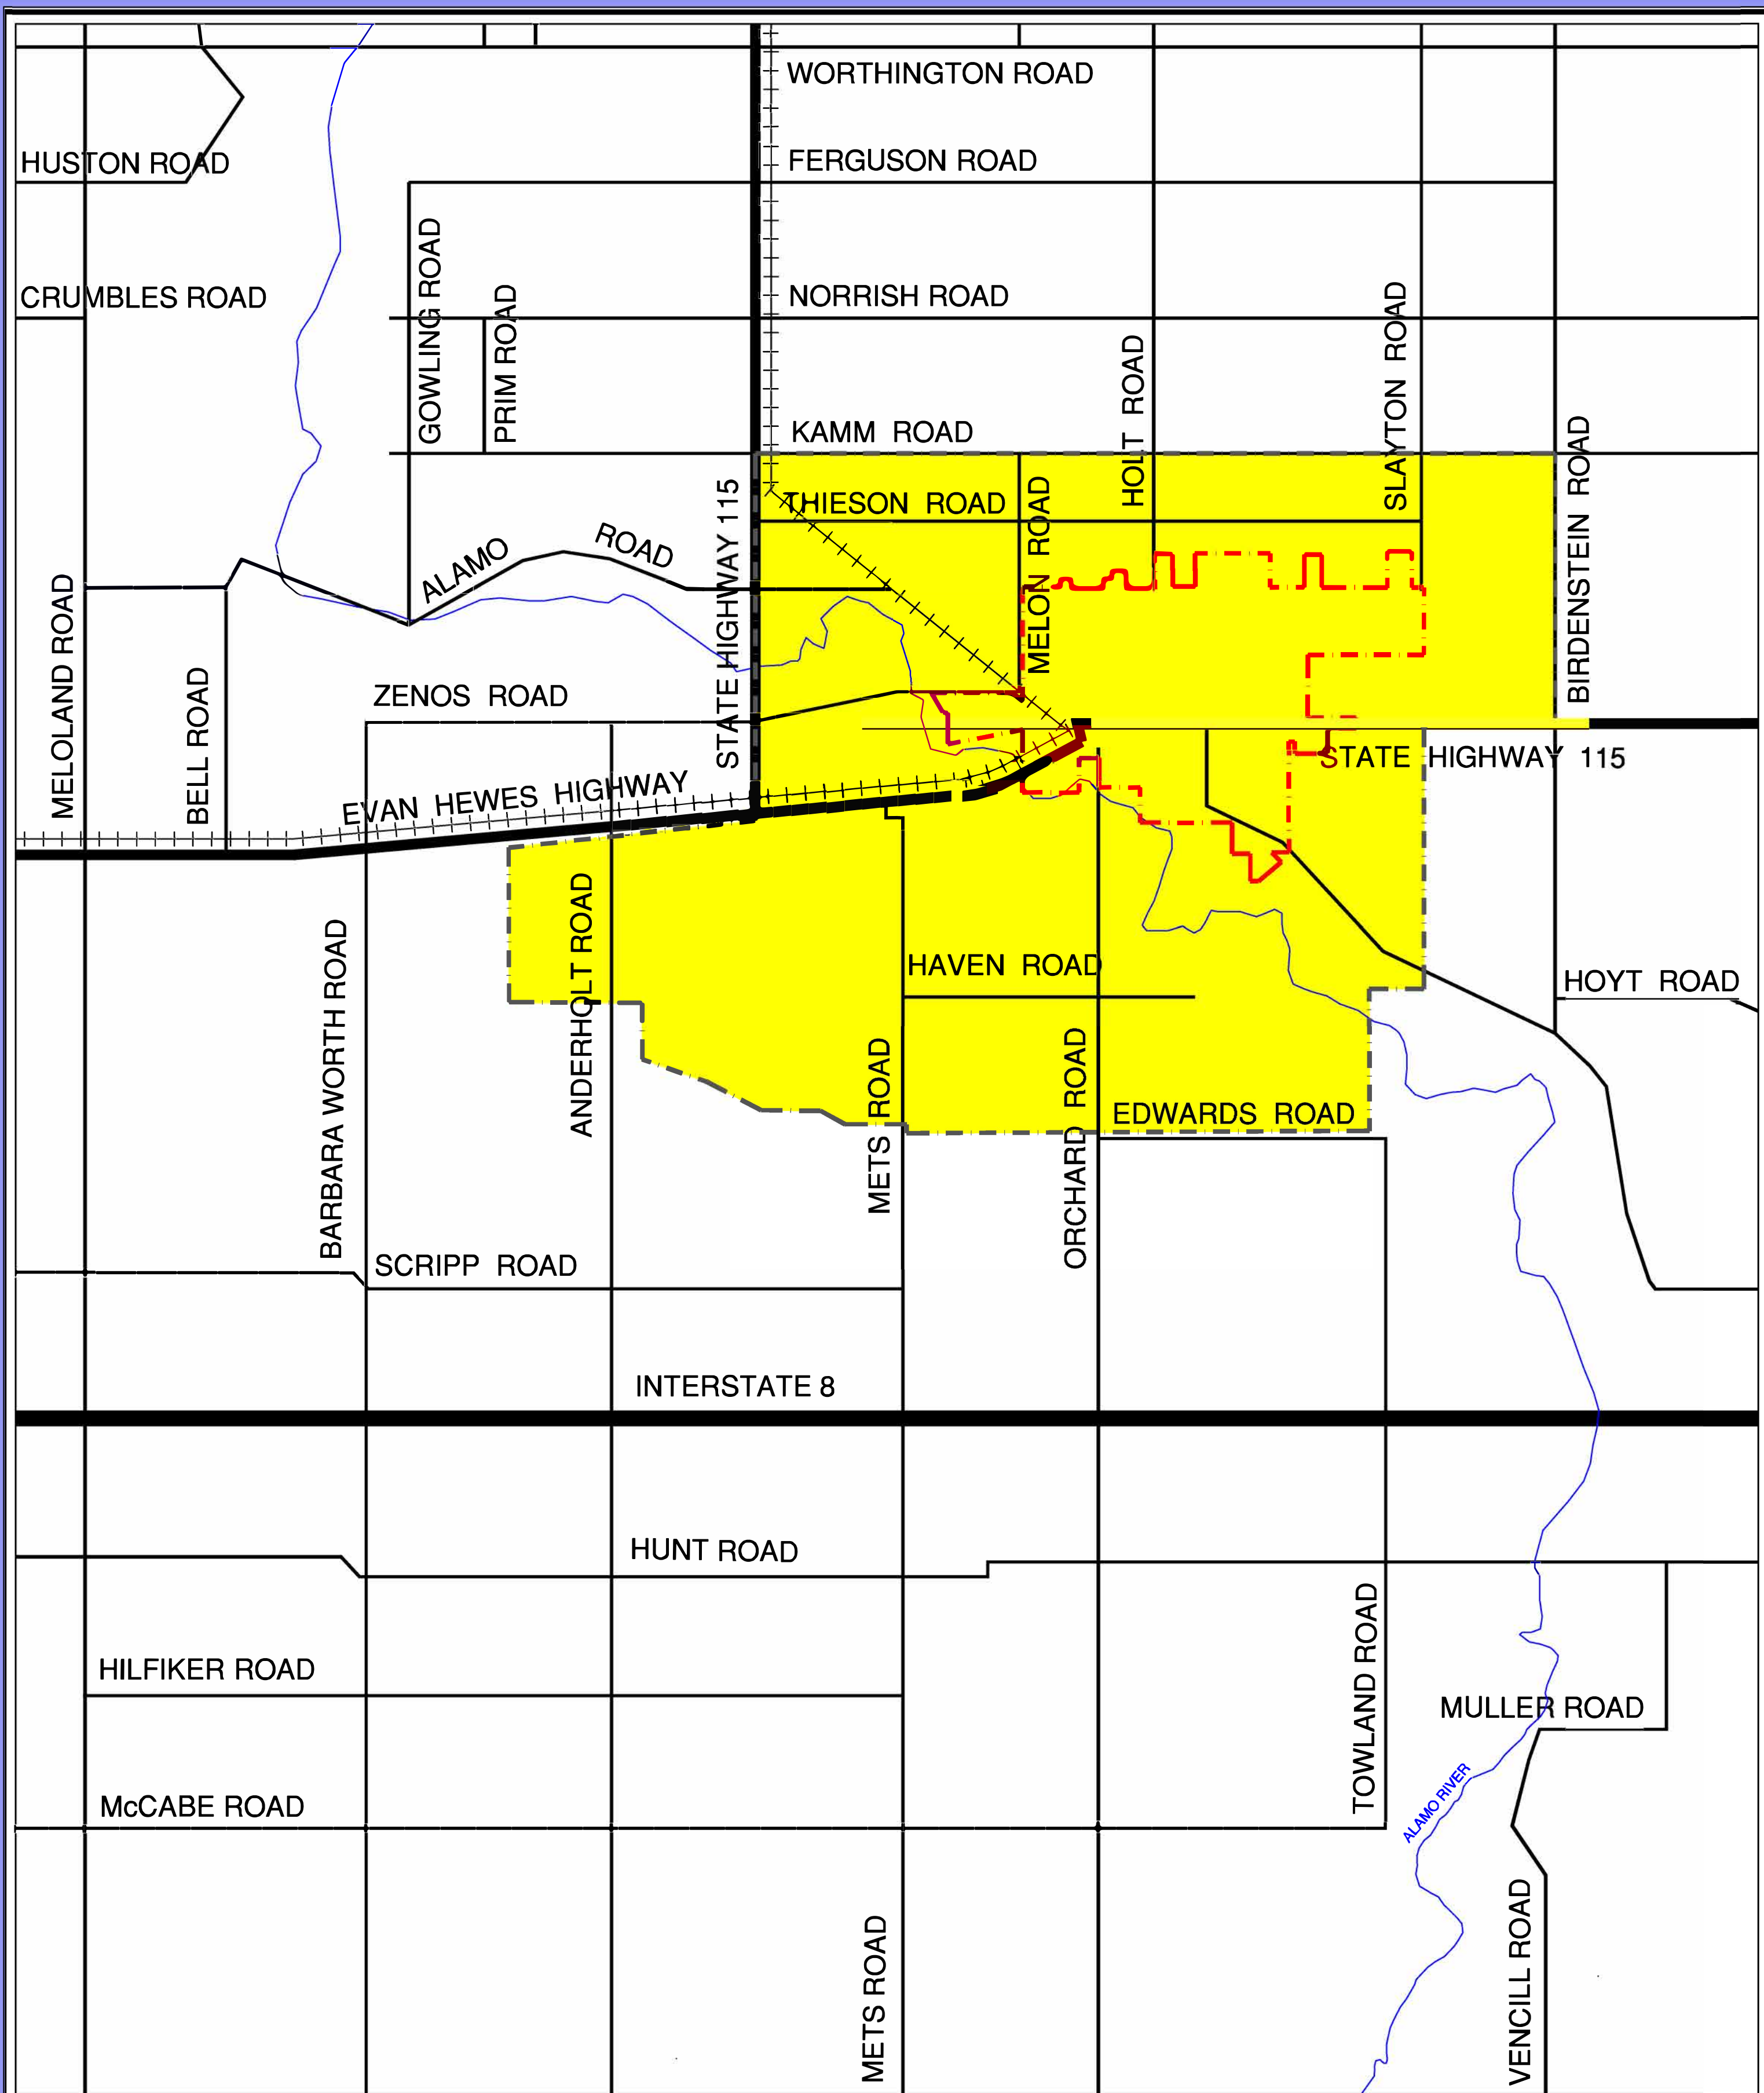 WORTHINGTON ROAD
HUSTON ROAD
FERGUSON ROAD
CRUMBLES ROAD
GOWLING ROAD
PRIM ROAD
NORRISH ROAD
HOLT ROAD
SLAYTON ROAD
KAMM ROAD
BIRDENSTEIN ROAD
THIESON ROAD
MELON ROAD
STATE HIGHWAY 115
ALAMO ROAD
MELOLAND ROAD
BELL ROAD
ZENOS ROAD
STATE HIGHWAY 115
EVAN HEWES HIGHWAY
BARBARA WORTH ROAD
ANDERHOLT ROAD
HAVEN ROAD
HOYT ROAD
METS ROAD
ORCHARD ROAD
EDWARDS ROAD
SCRIPP ROAD
INTERSTATE 8
HUNT ROAD
TOWLAND ROAD
HILFIKER ROAD
MULLER ROAD
ALAMO RIVER
McCABE ROAD
METS ROAD
VENCILL ROAD